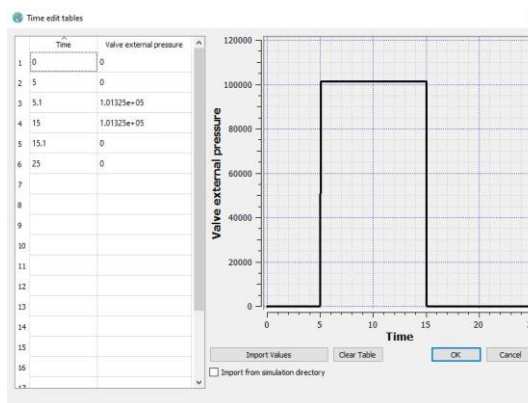 Time edit tables
Time Valve external pressure
1 0 0
2 5 0
3 5.1 1.01325e+05
4 15 1.01325e+05
5 15.1 0
6 25 0
7
8
9
10
11
12
13
14
15
16
17
120000
100000
80000
60000
40000
20000
0
Valve external pressure
0 5 10 15 20
Time
Import Values Clear Table OK Cancel
Import from simulation directory